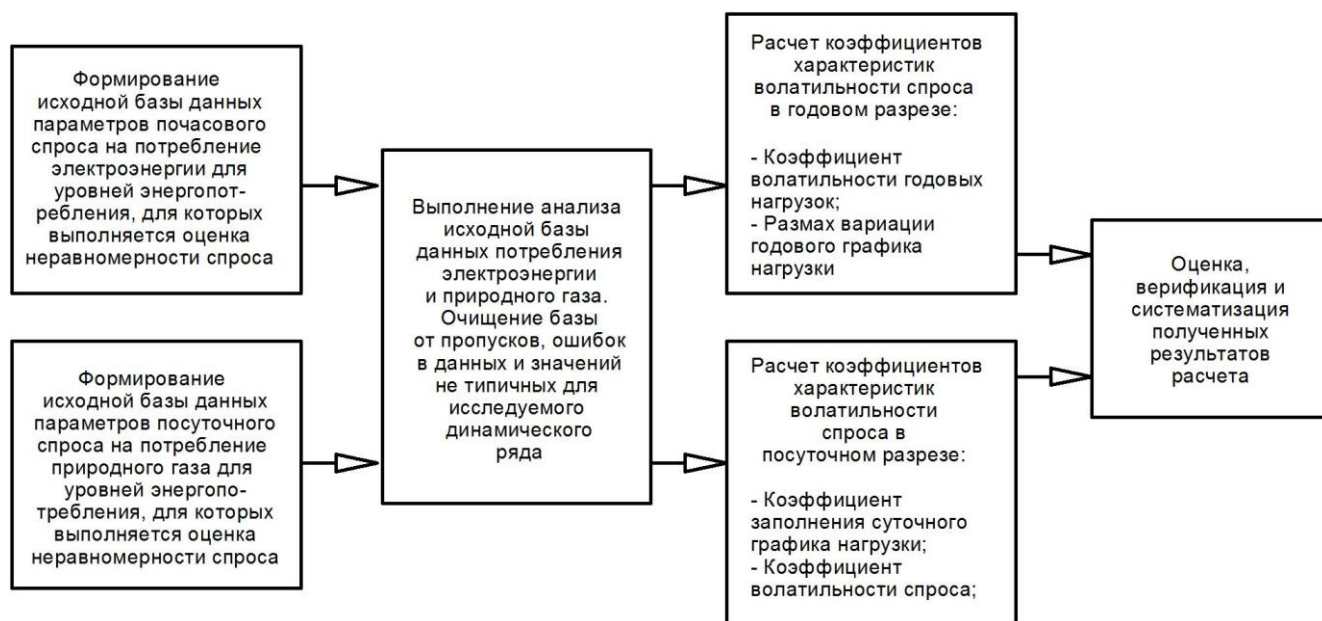 Формирование
исходной базы данных
параметров почасового
спроса на потребление
электроэнергии для
уровней энергопот-
ребления, для которых
выполняется оценка
неравномерности спроса
Формирование
исходной базы данных
параметров посуточного
спроса на потребление
природного газа для
уровней энергопо-
требления, для которых
выполняется оценка
неравномерности спроса
Выполнение анализа
исходной базы
данных потребления
электроэнергии
и природного газа.
Очищение базы
от пропусков, ошибок
в данных и значений
не типичных для
исследуемого
динамического
ряда
Расчет коэффициентов
характеристик
волатильности спроса
в годовом разрезе:
- Коэффициент
волатильности годовых
нагрузок;
- Размах вариации
годового графика
нагрузки
Расчет коэффициентов
характеристик
волатильности
спроса в
посуточном разрезе:
- Коэффициент
заполнения суточного
графика нагрузки;
- Коэффициент
волатильности спроса;
Оценка,
верификация и
систематизация
полученных
результатов
расчета